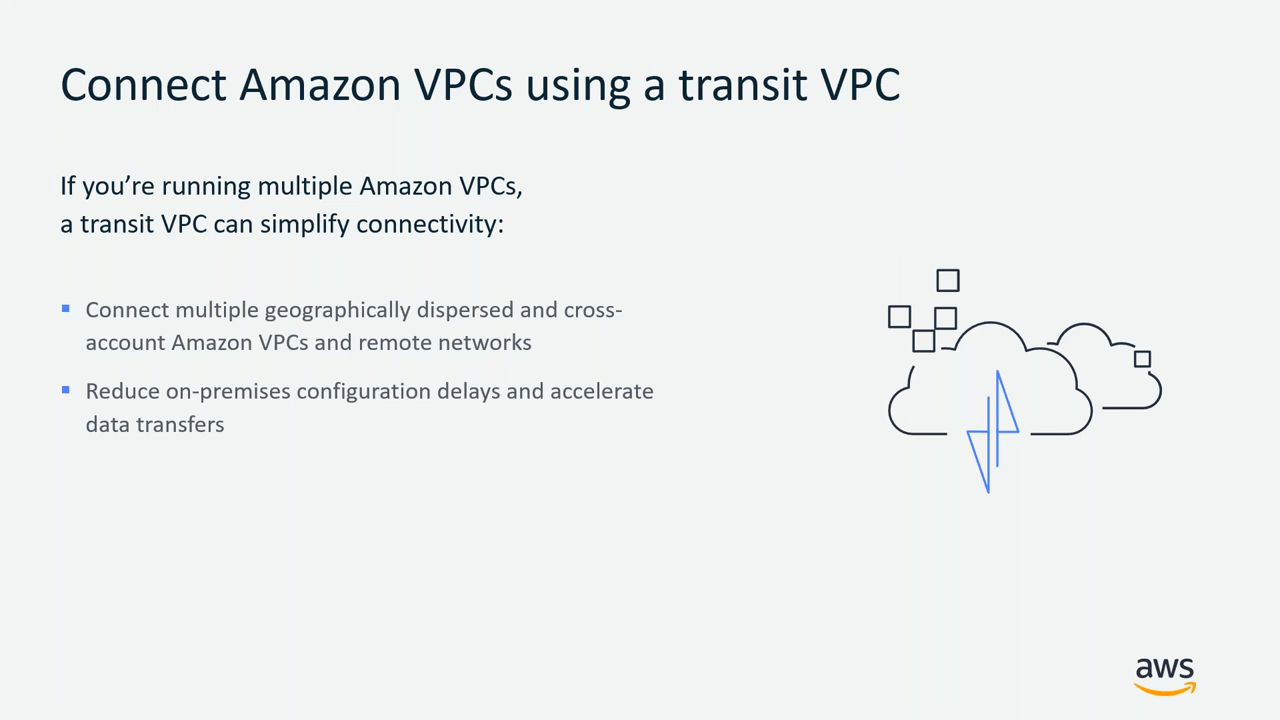 Connect Amazon VPCs using a transit VPC
If you’re running multiple Amazon VPCs,
a transit VPC can simplify connectivity:
▪ Connect multiple geographically dispersed and cross-
account Amazon VPCs and remote networks
▪ Reduce on-premises configuration delays and accelerate
data transfers
aws